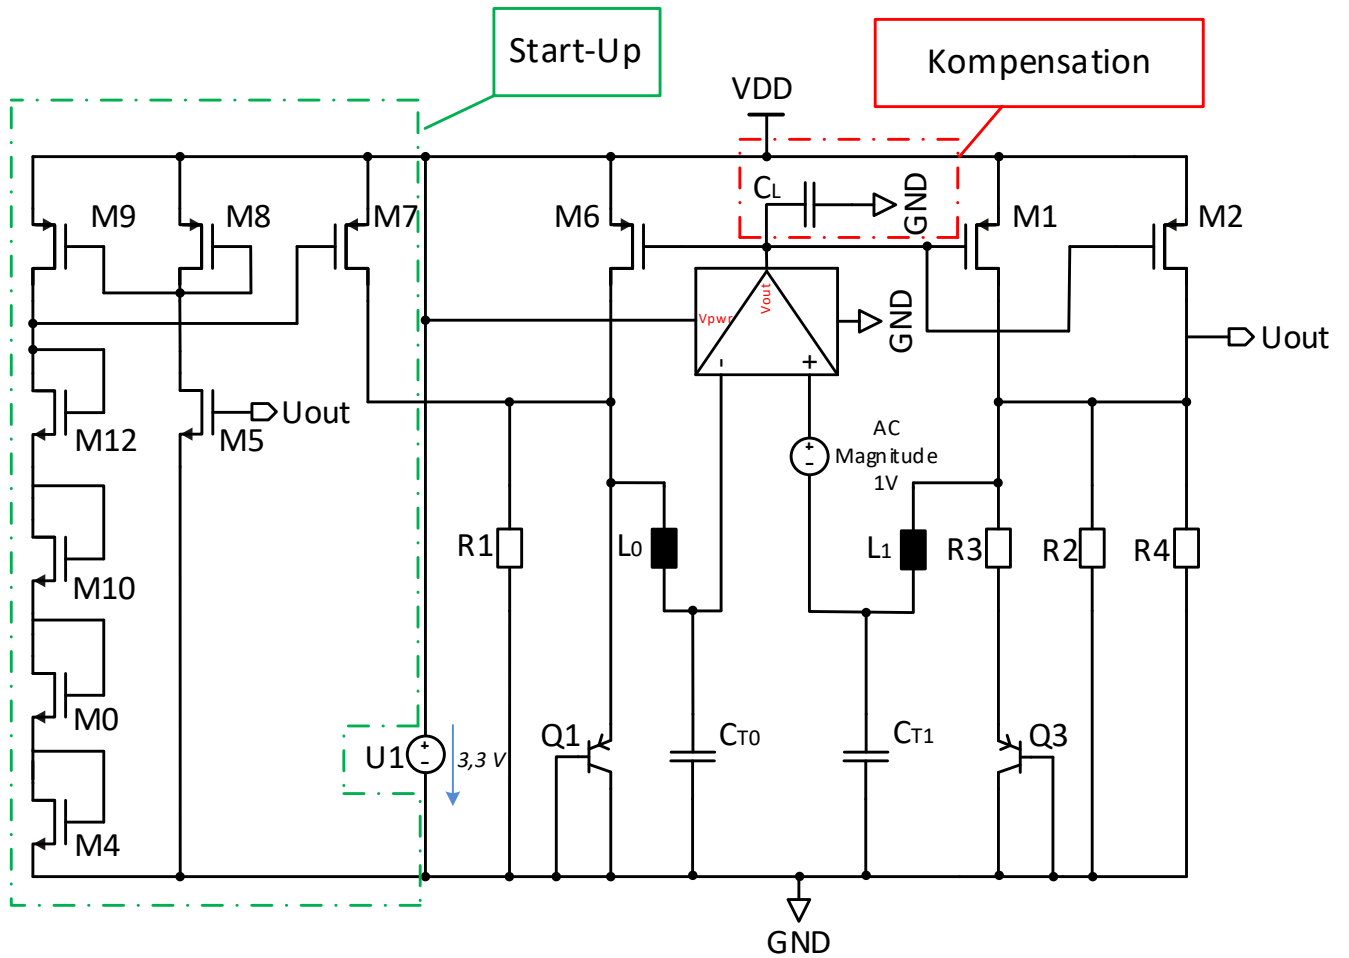 Start-Up
Kompensation
VDD
CL
GND
M9
M8
M7
M6
M1
M2
Vpwr
Vout
GND
Uout
-
+
M12
Uout
M5
AC
Magnitude
1V
+
-
M10
R1
L0
L1
R3
R2
R4
M0
Q1
CT0
CT1
Q3
U1
+
-
3,3 V
M4
GND